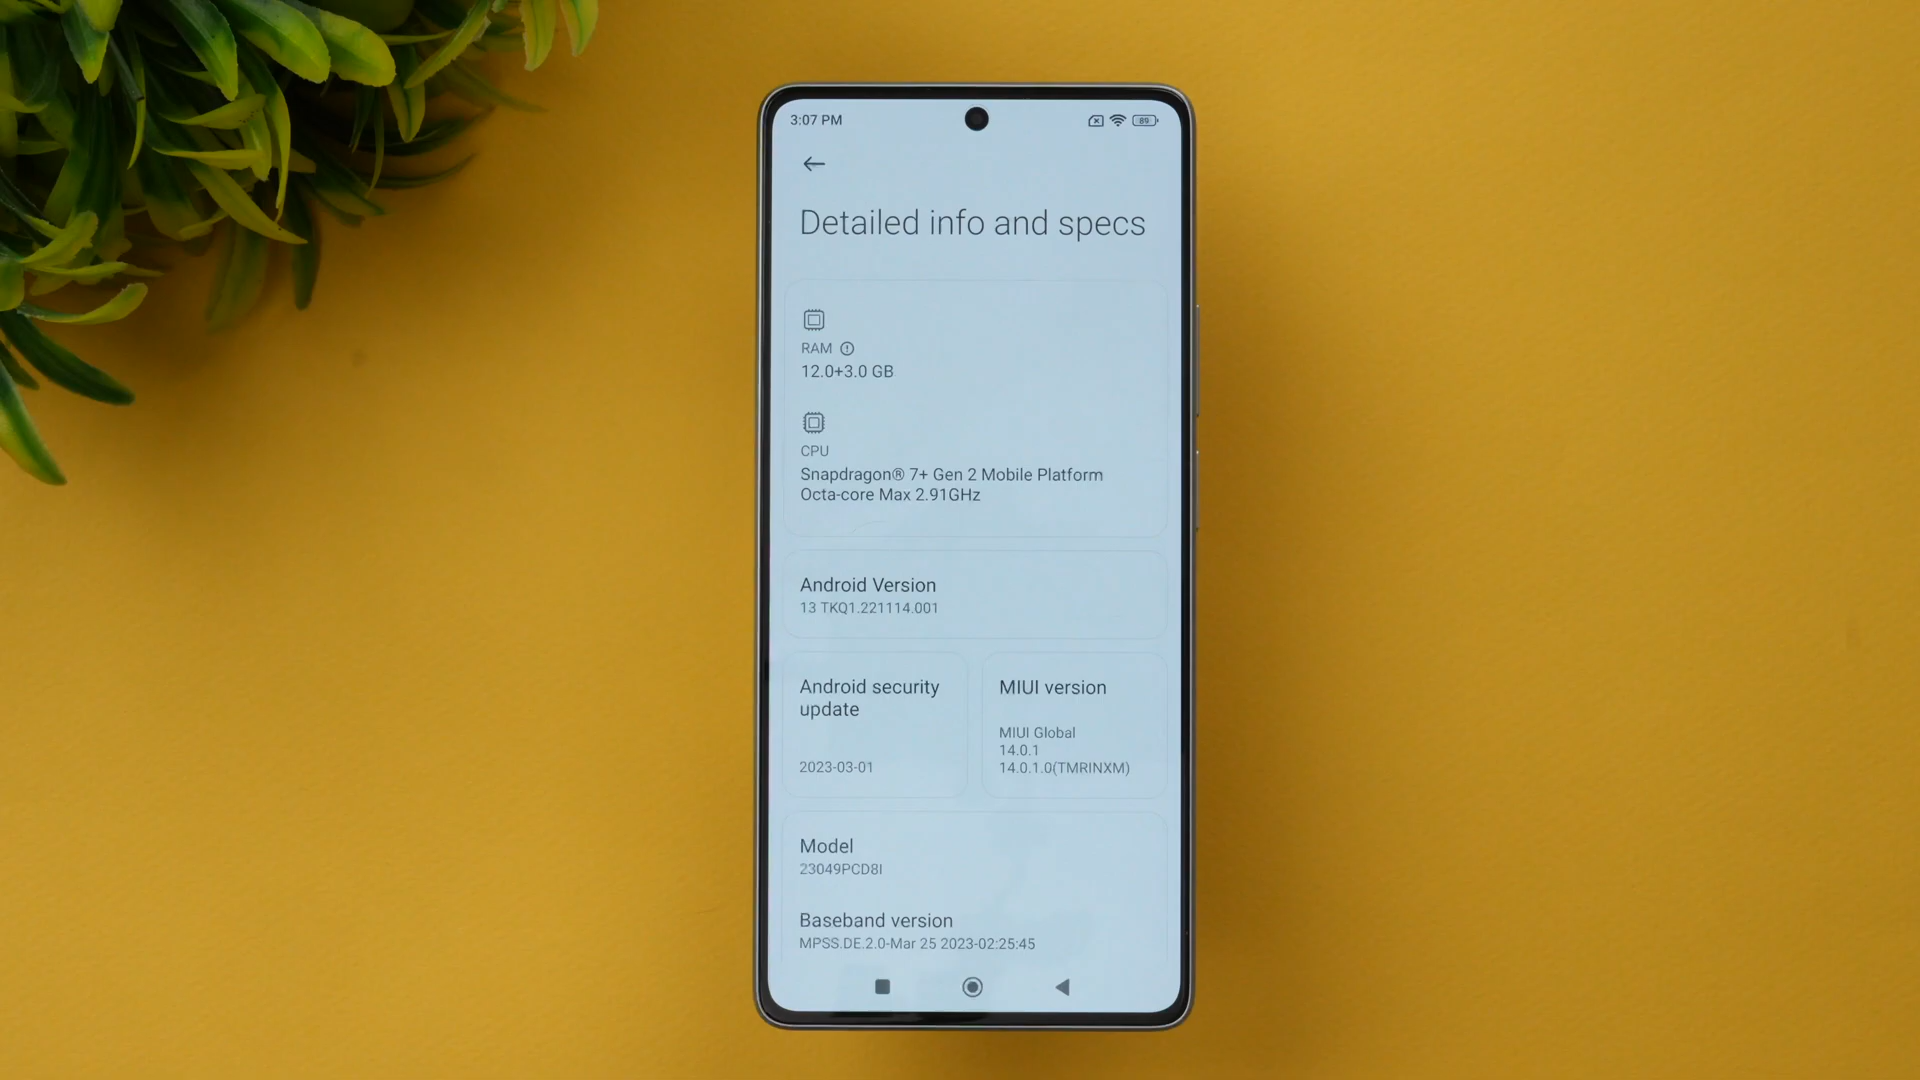 3:07 PM
89
Detailed info and specs
RAM
12.0+3.0 GB
CPU
Snapdragon® 7+ Gen 2 Mobile Platform
Octa-core Max 2.91GHz
Android Version
13 TKQ1.221114.001
Android security
update
2023-03-01
MIUI version
MIUI Global
14.0.1
14.0.1.0(TMRINXM)
Model
23049PCD8I
Baseband version
MPSS.DE.2.0-Mar 25 2023-02:25:45